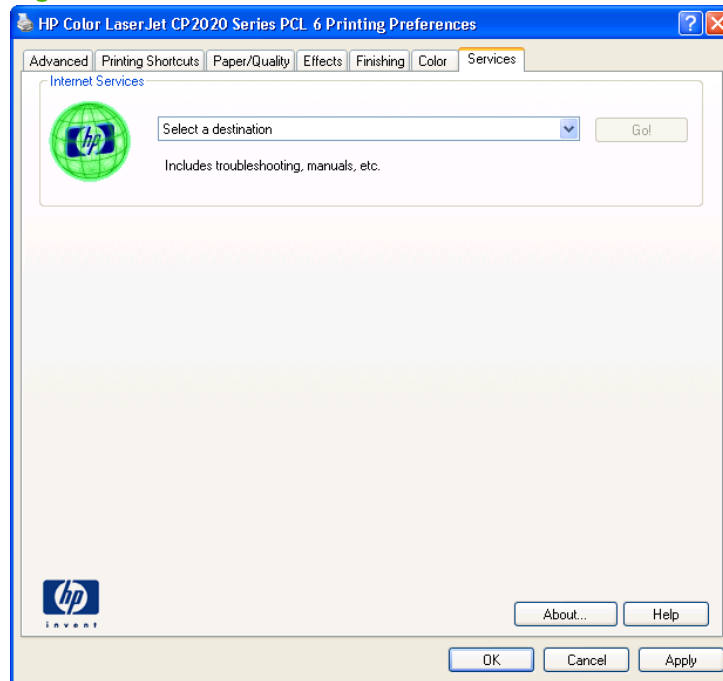 HP Color LaserJet CP2020 Series PCL 6 Printing Preferences
Advanced Printing Shortcuts Paper/Quality Effects Finishing Color Services
Internet Services
hp
Select a destination
Go!
Includes troubleshooting, manuals, etc.
hp
invent
About... Help
OK Cancel Apply